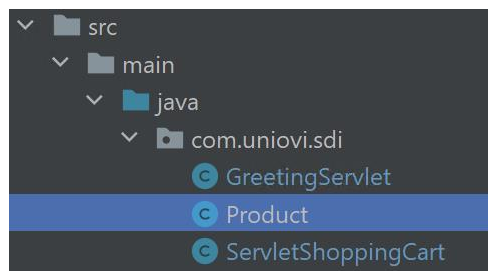 src
main
java
com.uniovi.sdi
GreetingServlet
Product
ServletShoppingCart